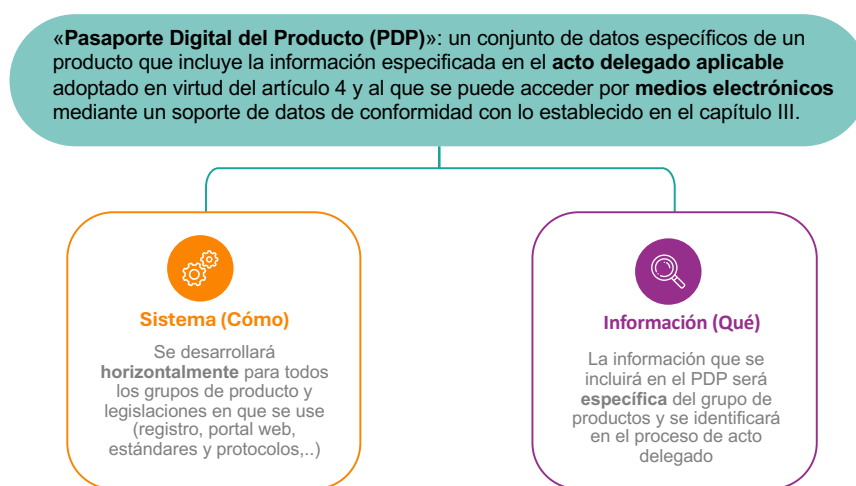 «Pasaporte Digital del Producto (PDP)»: un conjunto de datos específicos de un
producto que incluye la información especificada en el acto delegado aplicable
adoptado en virtud del artículo 4 y al que se puede acceder por medios electrónicos
mediante un soporte de datos de conformidad con lo establecido en el capítulo III.
Sistema (Cómo)
Se desarrollará
horizontalmente para todos
los grupos de producto y
legislaciones en que se use
(registro, portal web,
estándares y protocolos,..)
Información (Qué)
La información que se
incluirá en el PDP será
específica del grupo de
productos y se identificará
en el proceso de acto
delegado